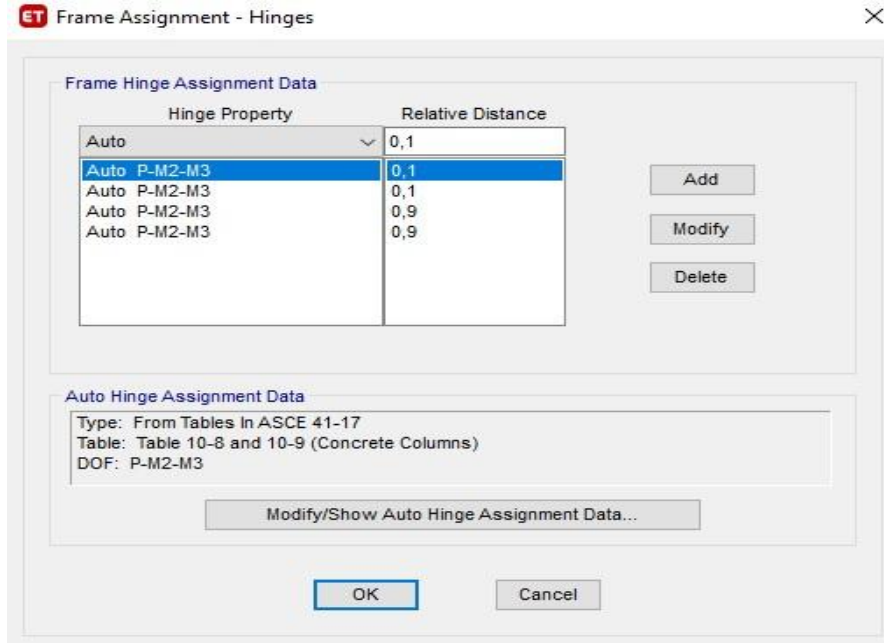 ET Frame Assignment - Hinges
Frame Hinge Assignment Data
Hinge Property Relative Distance
Auto 0,1
Auto P-M2-M3 0,1
Auto P-M2-M3 0,1
Auto P-M2-M3 0,9
Auto P-M2-M3 0,9
Add
Modify
Delete
Auto Hinge Assignment Data
Type: From Tables In ASCE 41-17
Table: Table 10-8 and 10-9 (Concrete Columns)
DOF: P-M2-M3
Modify/Show Auto Hinge Assignment Data...
OK Cancel